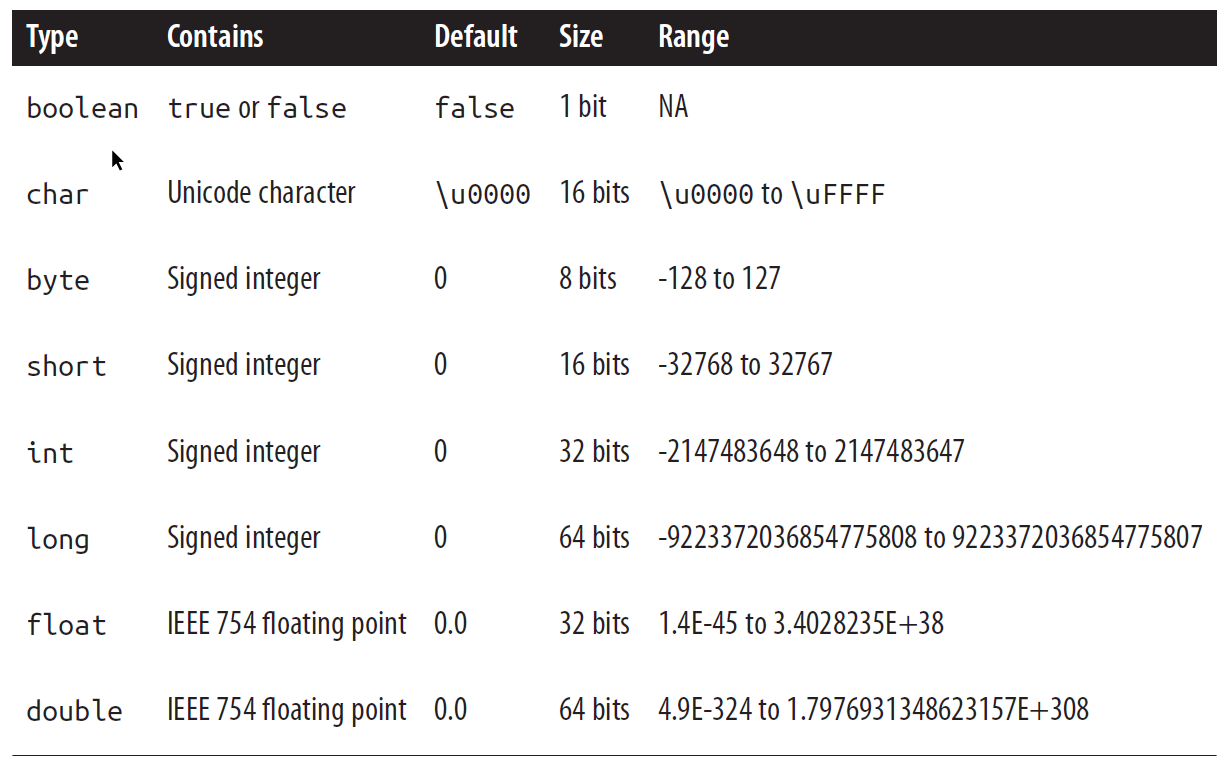 Type Contains Default Size Range
boolean true or false false 1 bit NA
char Unicode character \u0000 16 bits \u0000 to \uFFFF
byte Signed integer 0 8 bits -128 to 127
short Signed integer 0 16 bits -32768 to 32767
int Signed integer 0 32 bits -2147483648 to 2147483647
long Signed integer 0 64 bits -9223372036854775808 to 9223372036854775807
float IEEE 754 floating point 0.0 32 bits 1.4E-45 to 3.4028235E+38
double IEEE 754 floating point 0.0 64 bits 4.9E-324 to 1.7976931348623157E+308